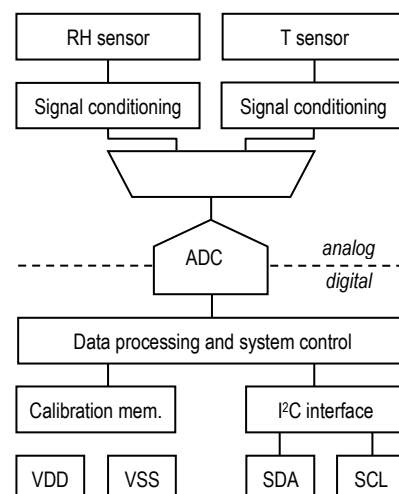 RH sensor
T sensor
Signal conditioning
Signal conditioning
ADC
analog
digital
Data processing and system control
Calibration mem.
I²C interface
VDD
VSS
SDA
SCL